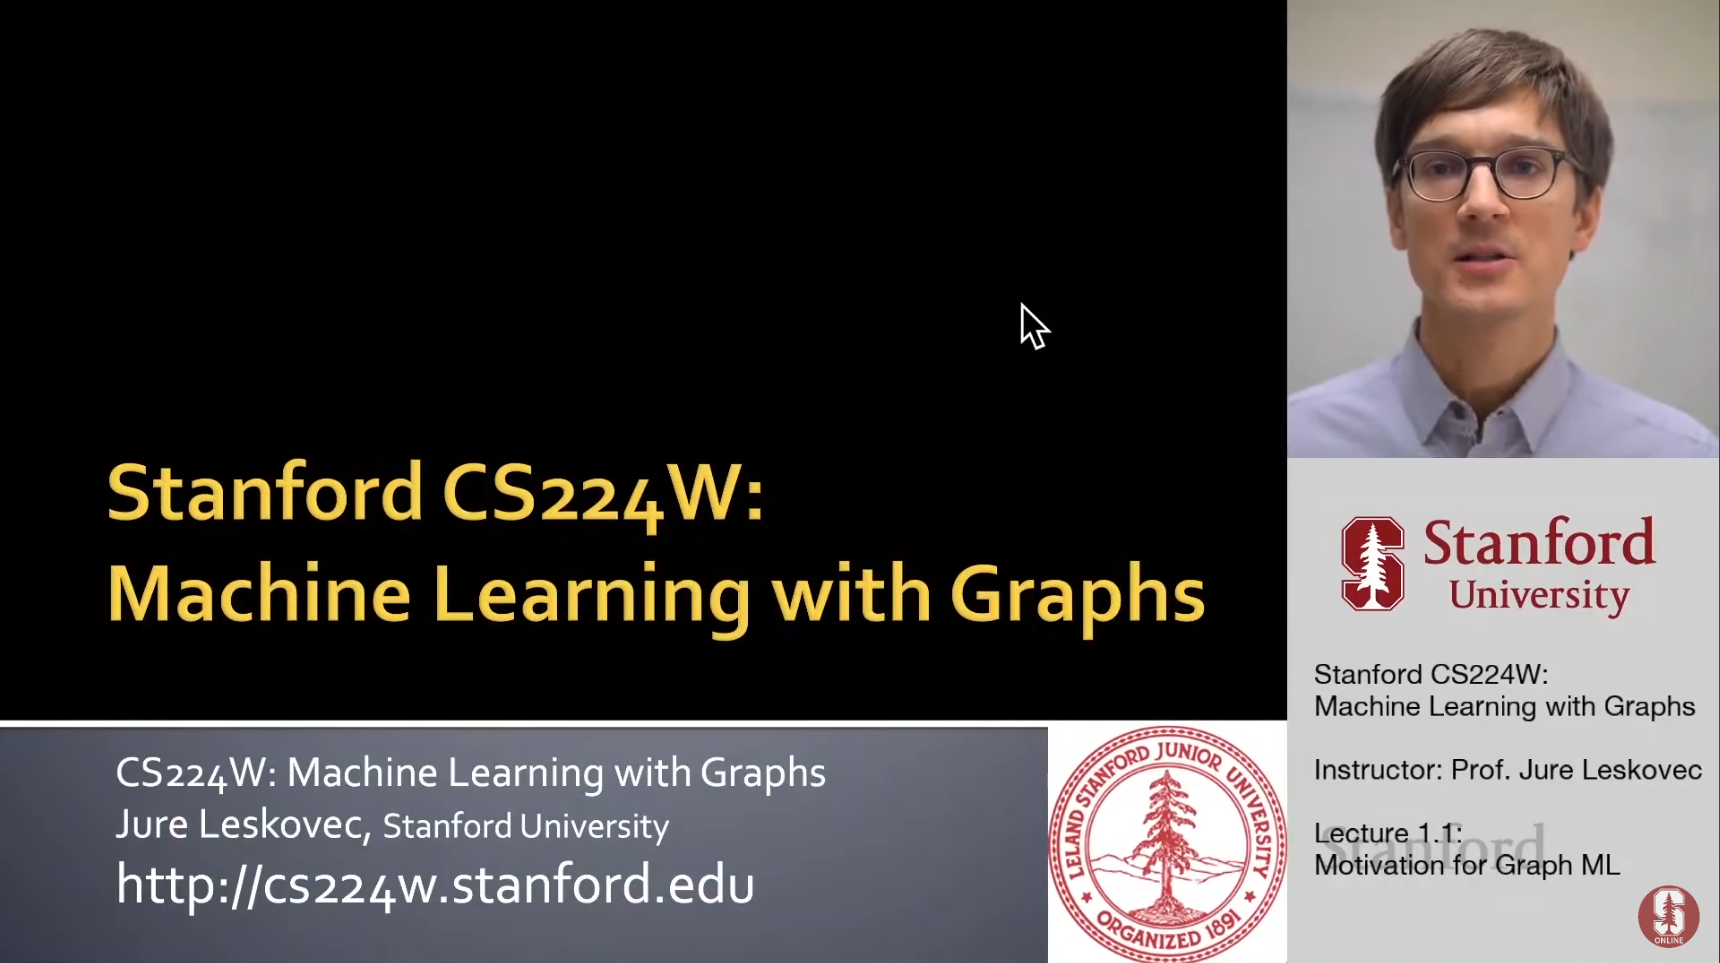 Stanford CS224W:
Machine Learning with Graphs
CS224W: Machine Learning with Graphs
Jure Leskovec, Stanford University
http://cs224w.stanford.edu
LELAND STANFORD JUNIOR UNIVERSITY
ORGANIZED 1891
Stanford
University
Stanford CS224W:
Machine Learning with Graphs
Instructor: Prof. Jure Leskovec
Lecture 1.1:
Motivation for Graph ML
Stanford
S
ONLINE